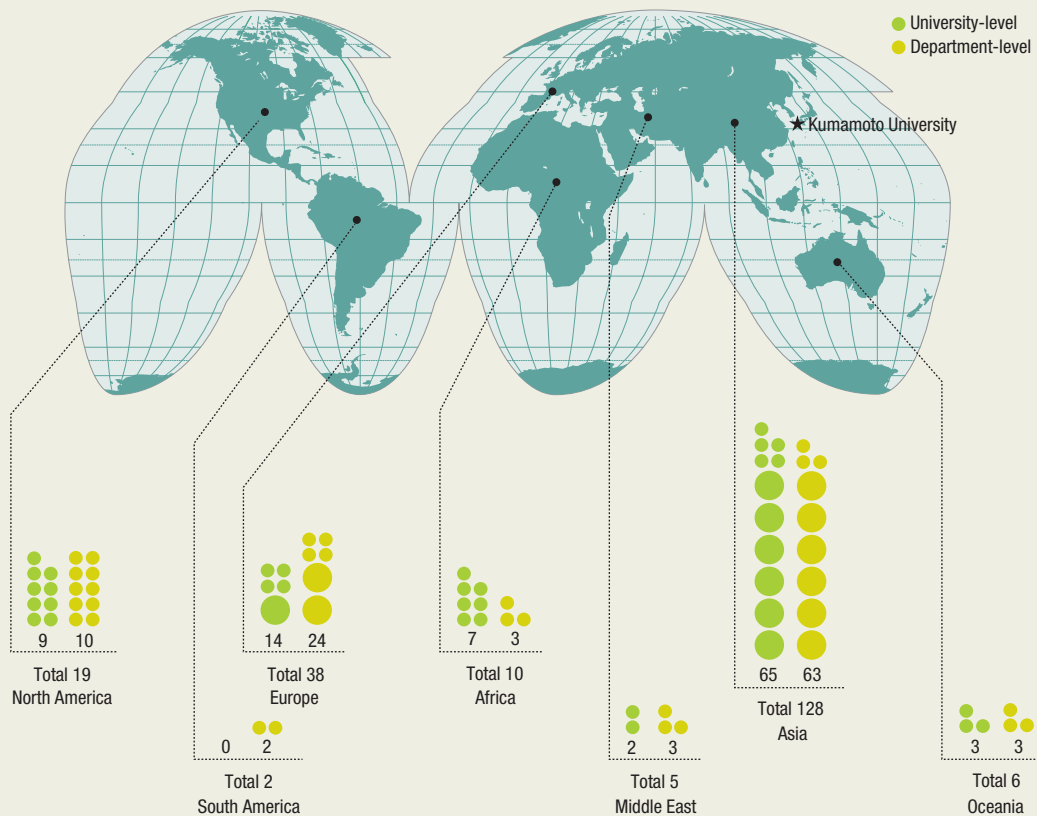 University-level
Department-level
Kumamoto University
9 10
Total 19
North America
0 2
Total 2
South America
14 24
Total 38
Europe
7 3
Total 10
Africa
2 3
Total 5
Middle East
65 63
Total 128
Asia
3 3
Total 6
Oceania